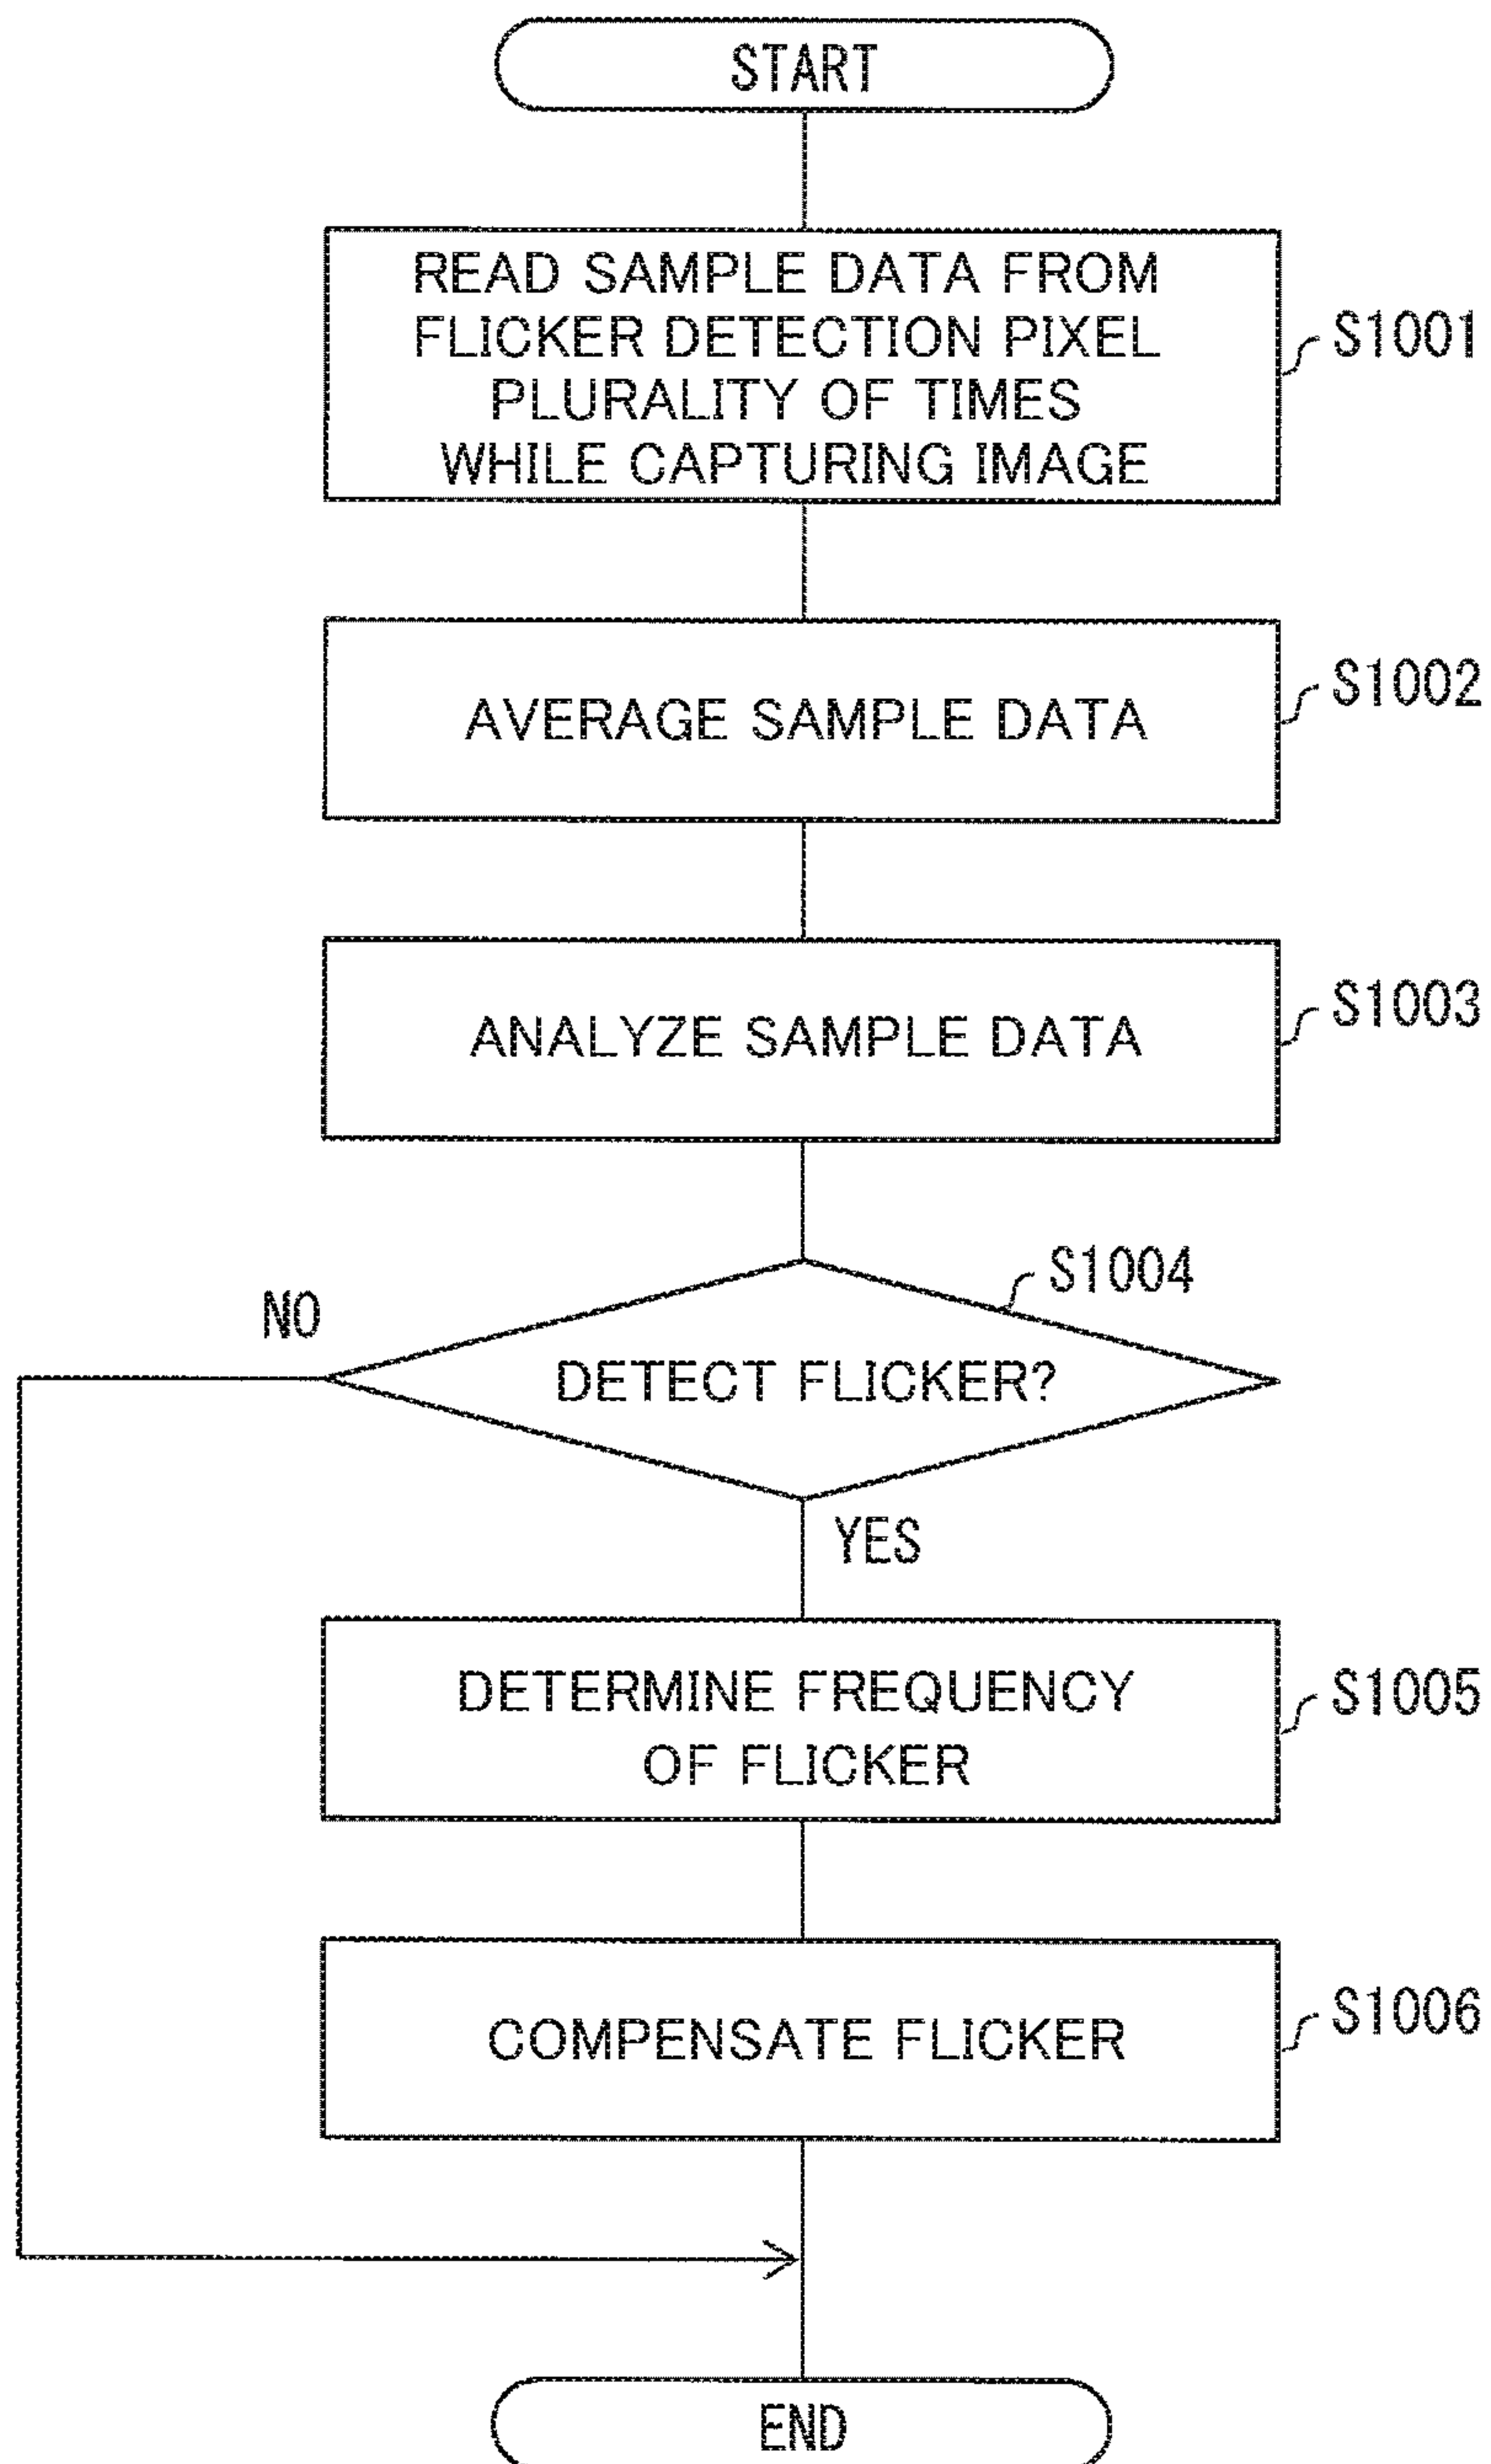 START
READ SAMPLE DATA FROM
FLICKER DETECTION PIXEL
PLURALITY OF TIMES
WHILE CAPTURING IMAGE
S1001
AVERAGE SAMPLE DATA
S1002
ANALYZE SAMPLE DATA
S1003
S1004
NO
DETECT FLICKER?
YES
DETERMINE FREQUENCY
OF FLICKER
S1005
COMPENSATE FLICKER
S1006
END